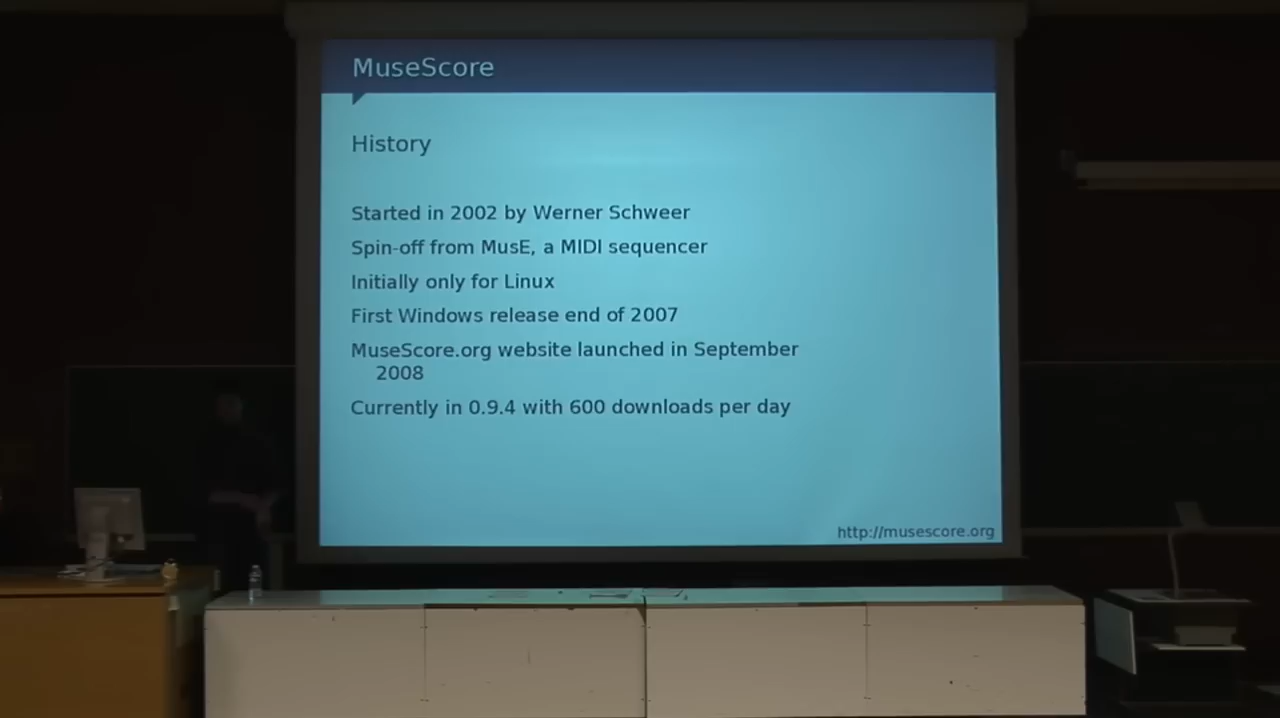 MuseScore
History
Started in 2002 by Werner Schweer
Spin-off from MusE, a MIDI sequencer
Initially only for Linux
First Windows release end of 2007
MuseScore.org website launched in September
2008
Currently in 0.9.4 with 600 downloads per day
http://musescore.org